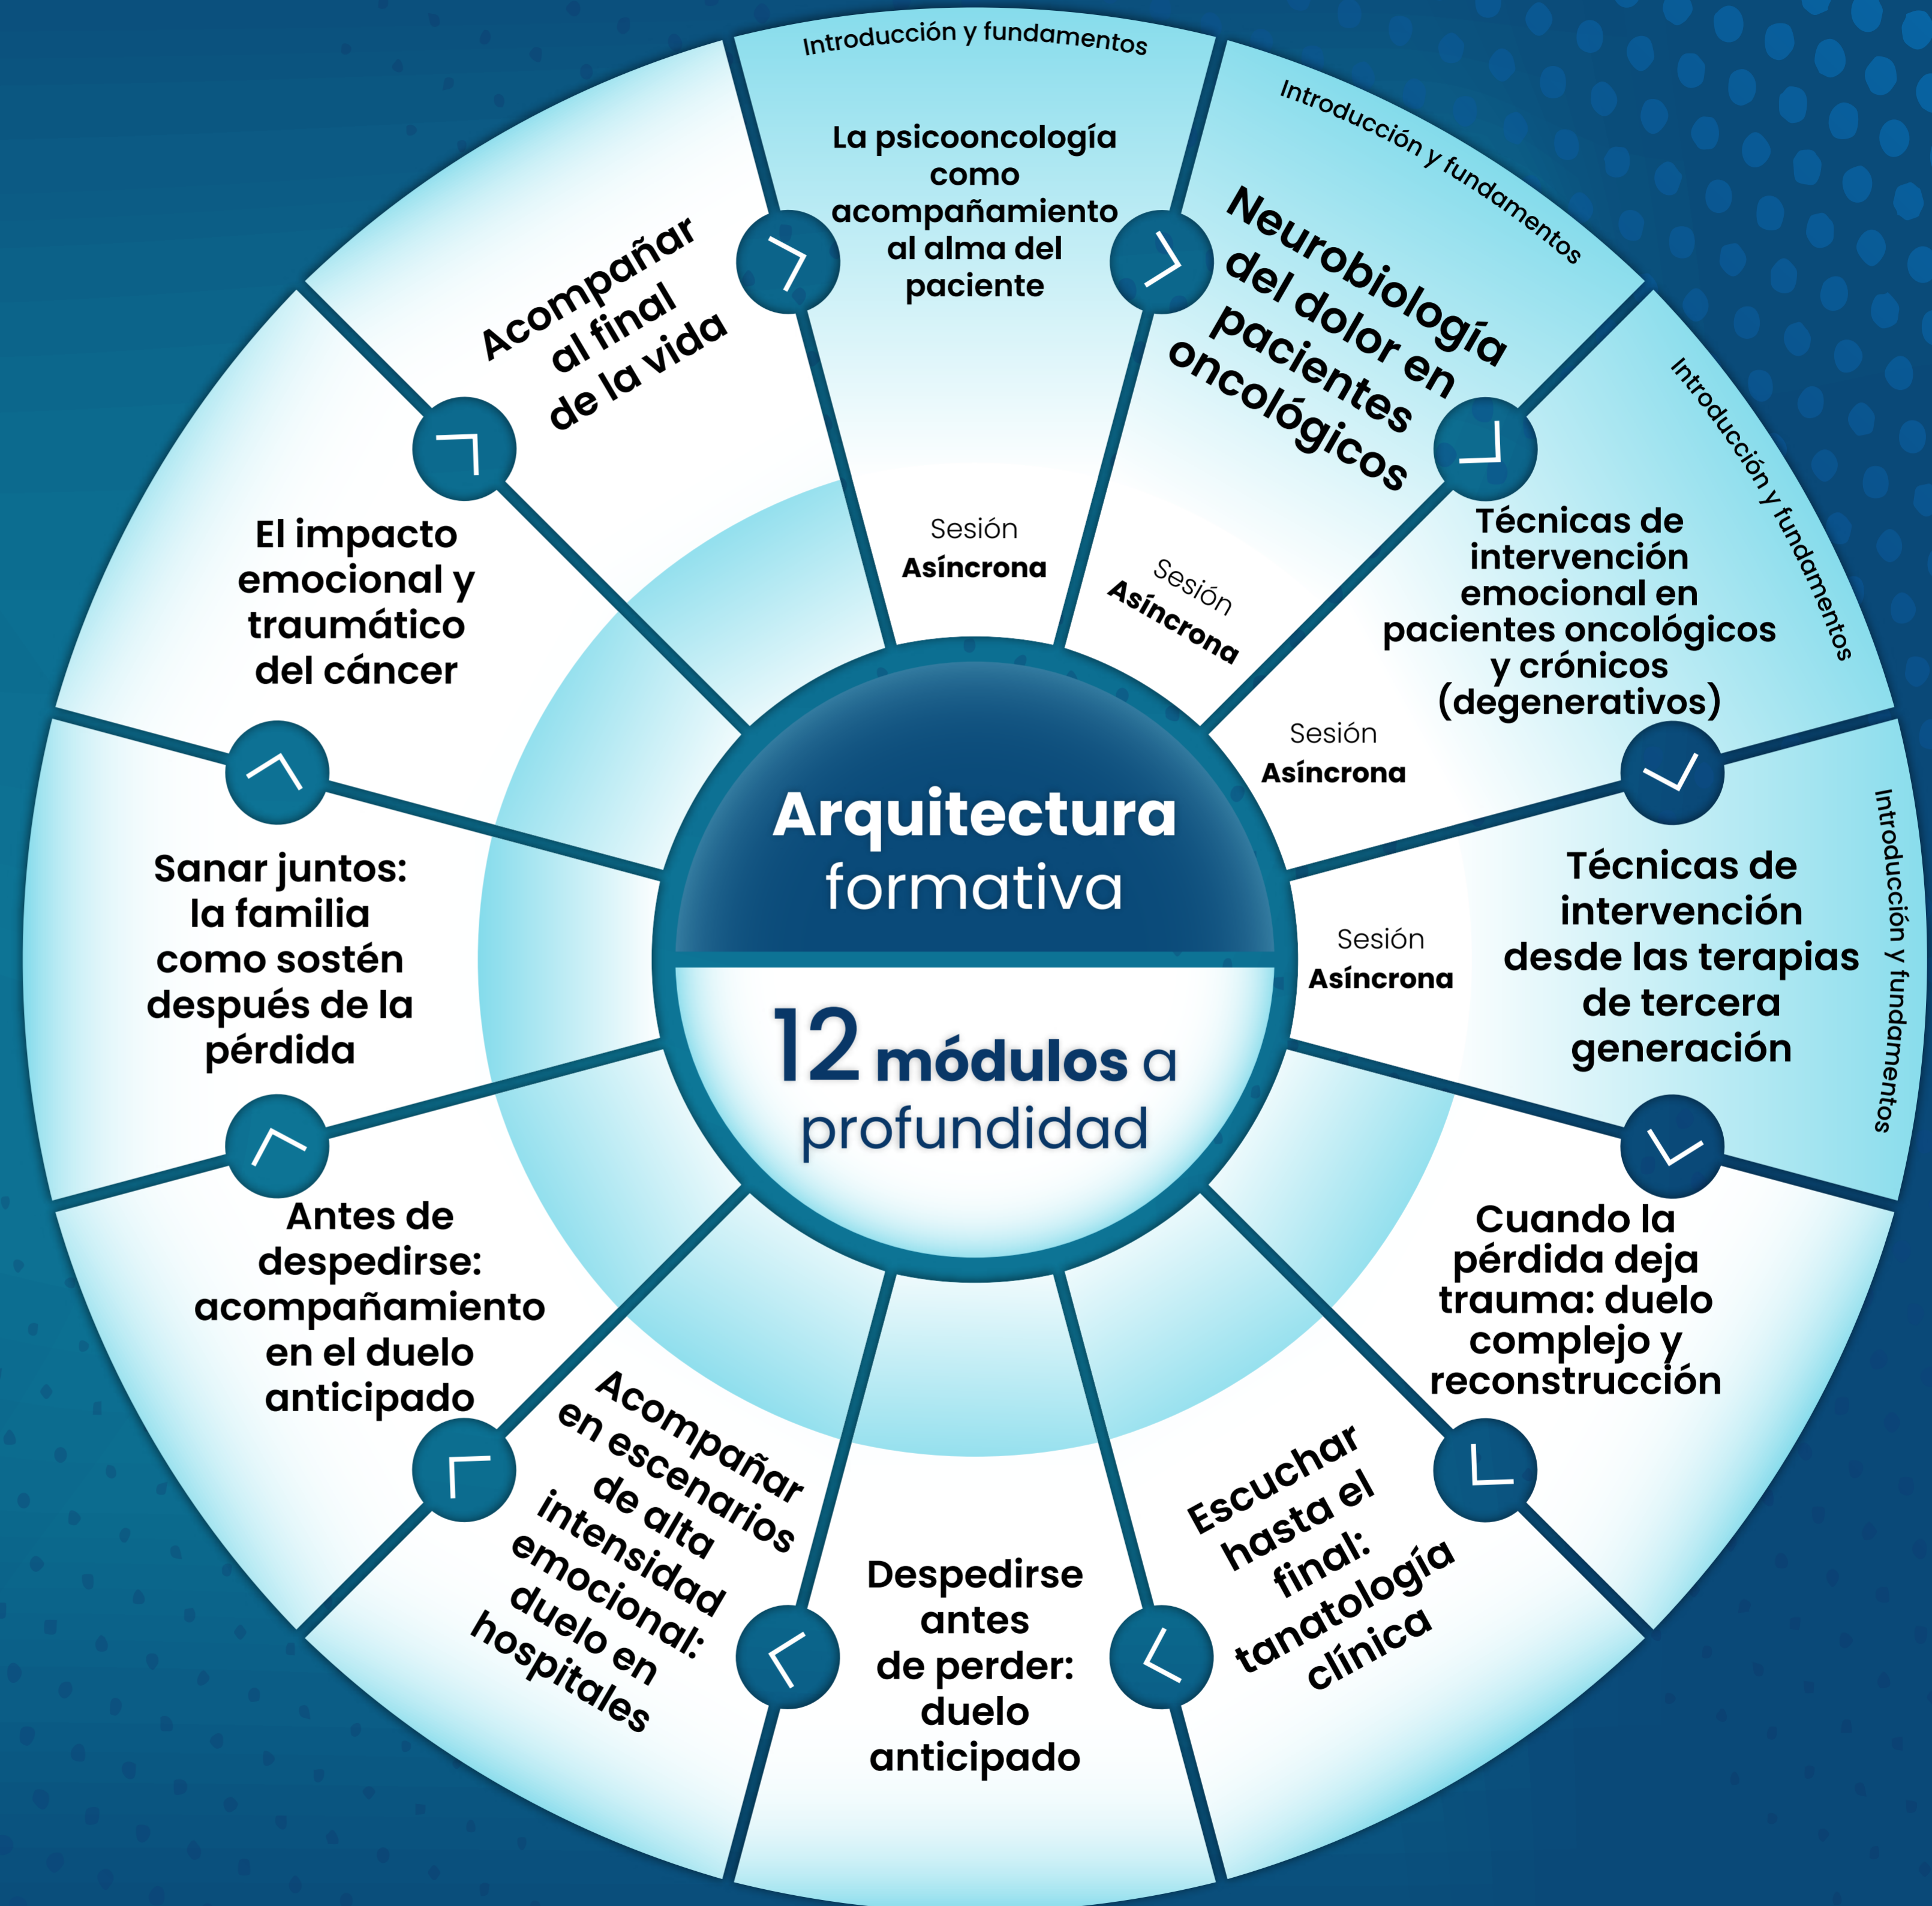 Arquitectura
formativa
12 módulos a
profundidad
Introducción y fundamentos
La psicooncología
como
acompañamiento
al alma del
paciente
Sesión
Asíncrona
Introducción y fundamentos
Neurobiología
del dolor en
pacientes
oncológicos
Sesión
Asíncrona
Introducción y fundamentos
Técnicas de
intervención
emocional en
pacientes oncológicos
y crónicos
(degenerativos)
Sesión
Asíncrona
Introducción y fundamentos
Técnicas de
intervención
desde las terapias
de tercera
generación
Sesión
Asíncrona
Cuando la
pérdida deja
trauma: duelo
complejo y
reconstrucción
Escuchar
hasta el
final:
tanatología
clínica
Despedirse
antes
de perder:
duelo
anticipado
Acompañar
en escenarios
de alta
intensidad
emocional:
duelo en
hospitales
Antes de
despedirse:
acompañamiento
en el duelo
anticipado
Sanar juntos:
la familia
como sostén
después de la
pérdida
El impacto
emocional y
traumático
del cáncer
Acompañar
al final
de la vida